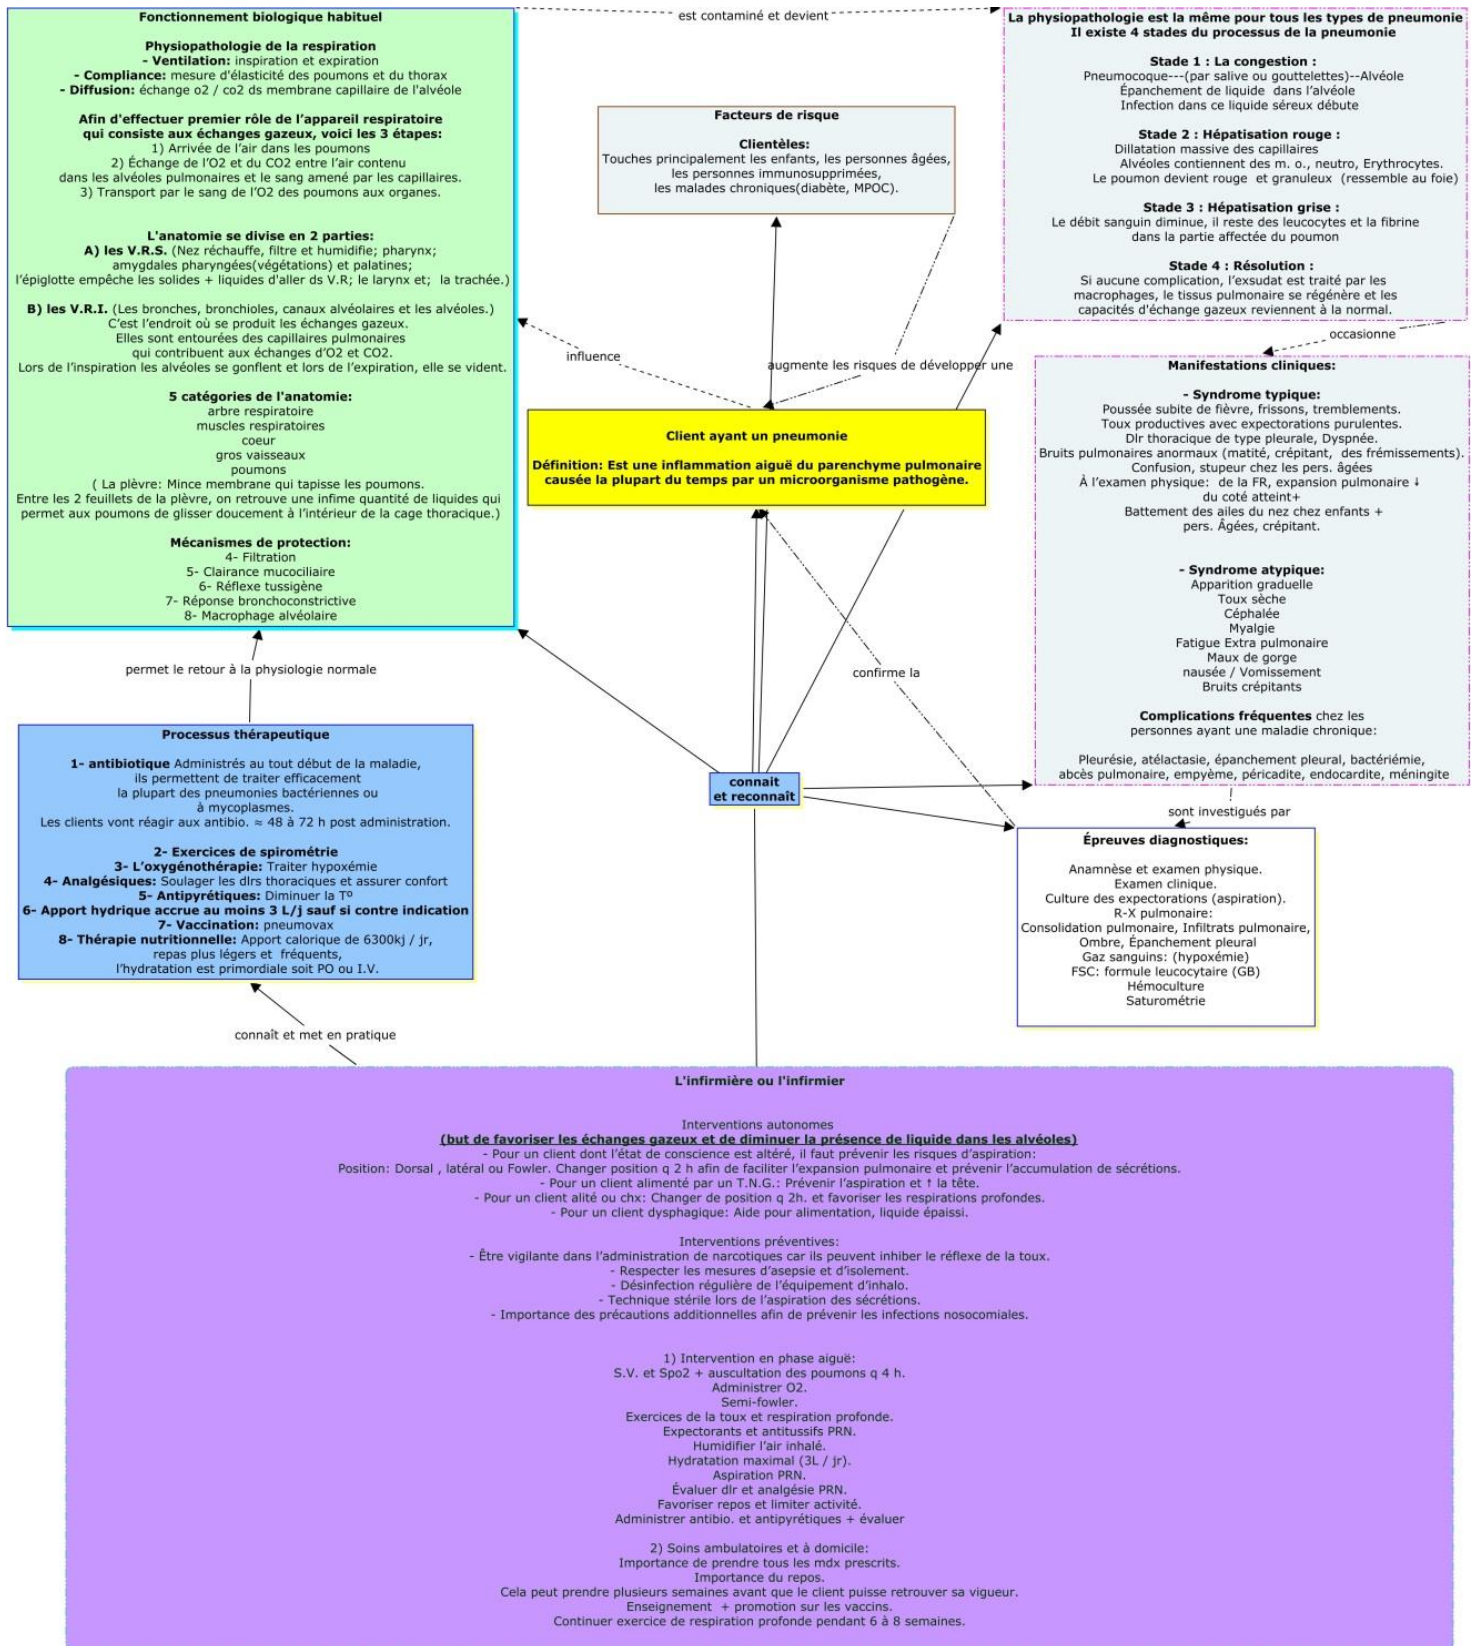 Fonctionnement biologique habituel
Physiopathologie de la respiration
- Ventilation: inspiration et expiration
- Compliance: mesure d'élasticité des poumons et du thorax
- Diffusion: échange o2 / co2 ds membrane capillaire de l'alvéole
Afin d'effectuer premier rôle de l’appareil respiratoire
qui consiste aux échanges gazeux, voici les 3 étapes:
1) Arrivée de l’air dans les poumons
2) Échange de l’O2 et du CO2 entre l’air contenu
dans les alvéoles pulmonaires et le sang amené par les capillaires.
3) Transport par le sang de l’O2 des poumons aux organes.
L'anatomie se divise en 2 parties:
A) les V.R.S. (Nez réchauffe, filtre et humidifie; pharynx;
amygdales pharyngées(végétations) et palatines;
l’épiglotte empêche les solides + liquides d'aller ds V.R; le larynx et; la trachée.)
B) les V.R.I. (Les bronches, bronchioles, canaux alvéolaires et les alvéoles.)
C’est l’endroit où se produit les échanges gazeux.
Elles sont entourées des capillaires pulmonaires
qui contribuent aux échanges d’O2 et CO2.
Lors de l’inspiration les alvéoles se gonflent et lors de l’expiration, elle se vident.
5 catégories de l'anatomie:
arbre respiratoire
muscles respiratoires
coeur
gros vaisseaux
poumons
( La plèvre: Mince membrane qui tapisse les poumons.
Entre les 2 feuillets de la plèvre, on retrouve une infime quantité de liquides qui
permet aux poumons de glisser doucement à l’intérieur de la cage thoracique.)
Mécanismes de protection:
4- Filtration
5- Clairance mucociliaire
6- Réflexe tussigène
7- Réponse bronchoconstrictive
8- Macrophage alvéolaire
est contaminé et devient
La physiopathologie est la même pour tous les types de pneumonie
Il existe 4 stades du processus de la pneumonie
Stade 1 : La congestion :
Pneumocoque---(par salive ou gouttelettes)--Alvéole
Épanchement de liquide dans l’alvéole
Infection dans ce liquide séreux débute
Stade 2 : Hépatisation rouge :
Dillatation massive des capillaires
Alvéoles contiennent des m. o., neutro, Erythrocytes.
Le poumon devient rouge et granuleux (ressemble au foie)
Stade 3 : Hépatisation grise :
Le débit sanguin diminue, il reste des leucocytes et la fibrine
dans la partie affectée du poumon
Stade 4 : Résolution :
Si aucune complication, l’exsudat est traité par les
macrophages, le tissus pulmonaire se régénère et les
capacités d'échange gazeux reviennent à la normal.
Facteurs de risque
Clientèles:
Touches principalement les enfants, les personnes âgées,
les personnes immunosupprimées,
les malades chroniques(diabète, MPOC).
influence
augmente les risques de développer une
occasionne
Client ayant un pneumonie
Définition: Est une inflammation aiguë du parenchyme pulmonaire
causée la plupart du temps par un microorganisme pathogène.
Manifestations cliniques:
- Syndrome typique:
Poussée subite de fièvre, frissons, tremblements.
Toux productives avec expectorations purulentes.
Dlr thoracique de type pleurale, Dyspnée.
Bruits pulmonaires anormaux (matité, crépitant, des frémissements).
Confusion, stupeur chez les pers. âgées
À l’examen physique: de la FR, expansion pulmonaire ↓
du coté atteint+
Battement des ailes du nez chez enfants +
pers. Âgées, crépitant.
- Syndrome atypique:
Apparition graduelle
Toux sèche
Céphalée
Myalgie
Fatigue Extra pulmonaire
Maux de gorge
nausée / Vomissement
Bruits crépitants
Complications fréquentes chez les
personnes ayant une maladie chronique:
Pleurésie, atélactasie, épanchement pleural, bactériémie,
abcès pulmonaire, empyème, péricadite, endocardite, méningite
permet le retour à la physiologie normale
confirme la
Processus thérapeutique
1- antibiotique Administrés au tout début de la maladie,
ils permettent de traiter efficacement
la plupart des pneumonies bactériennes ou
à mycoplasmes.
Les clients vont réagir aux antibio. ≈ 48 à 72 h post administration.
2- Exercices de spirométrie
3- L’oxygénothérapie: Traiter hypoxémie
4- Analgésiques: Soulager les dlrs thoraciques et assurer confort
5- Antipyrétiques: Diminuer la Tº
6- Apport hydrique accrue au moins 3 L/j sauf si contre indication
7- Vaccination: pneumovax
8- Thérapie nutritionnelle: Apport calorique de 6300kj / jr,
repas plus légers et fréquents,
l’hydratation est primordiale soit PO ou I.V.
connait
et reconnaît
sont investigués par
Épreuves diagnostiques:
Anamnèse et examen physique.
Examen clinique.
Culture des expectorations (aspiration).
R-X pulmonaire:
Consolidation pulmonaire, Infiltrats pulmonaire,
Ombre, Épanchement pleural
Gaz sanguins: (hypoxémie)
FSC: formule leucocytaire (GB)
Hémoculture
Saturométrie
connaît et met en pratique
L'infirmière ou l'infirmier
Interventions autonomes
(but de favoriser les échanges gazeux et de diminuer la présence de liquide dans les alvéoles)
- Pour un client dont l’état de conscience est altéré, il faut prévenir les risques d’aspiration:
Position: Dorsal , latéral ou Fowler. Changer position q 2 h afin de faciliter l’expansion pulmonaire et prévenir l’accumulation de sécrétions.
- Pour un client alimenté par un T.N.G.: Prévenir l’aspiration et ↑ la tête.
- Pour un client alité ou chx: Changer de position q 2h. et favoriser les respirations profondes.
- Pour un client dysphagique: Aide pour alimentation, liquide épaissi.
Interventions préventives:
- Être vigilante dans l’administration de narcotiques car ils peuvent inhiber le réflexe de la toux.
- Respecter les mesures d’asepsie et d’isolement.
- Désinfection régulière de l’équipement d’inhalo.
- Technique stérile lors de l’aspiration des sécrétions.
- Importance des précautions additionnelles afin de prévenir les infections nosocomiales.
1) Intervention en phase aiguë:
S.V. et Spo2 + auscultation des poumons q 4 h.
Administrer O2.
Semi-fowler.
Exercices de la toux et respiration profonde.
Expectorants et antitussifs PRN.
Humidifier l’air inhalé.
Hydratation maximal (3L / jr).
Aspiration PRN.
Évaluer dlr et analgésie PRN.
Favoriser repos et limiter activité.
Administrer antibio. et antipyrétiques + évaluer
2) Soins ambulatoires et à domicile:
Importance de prendre tous les mdx prescrits.
Importance du repos.
Cela peut prendre plusieurs semaines avant que le client puisse retrouver sa vigueur.
Enseignement + promotion sur les vaccins.
Continuer exercice de respiration profonde pendant 6 à 8 semaines.